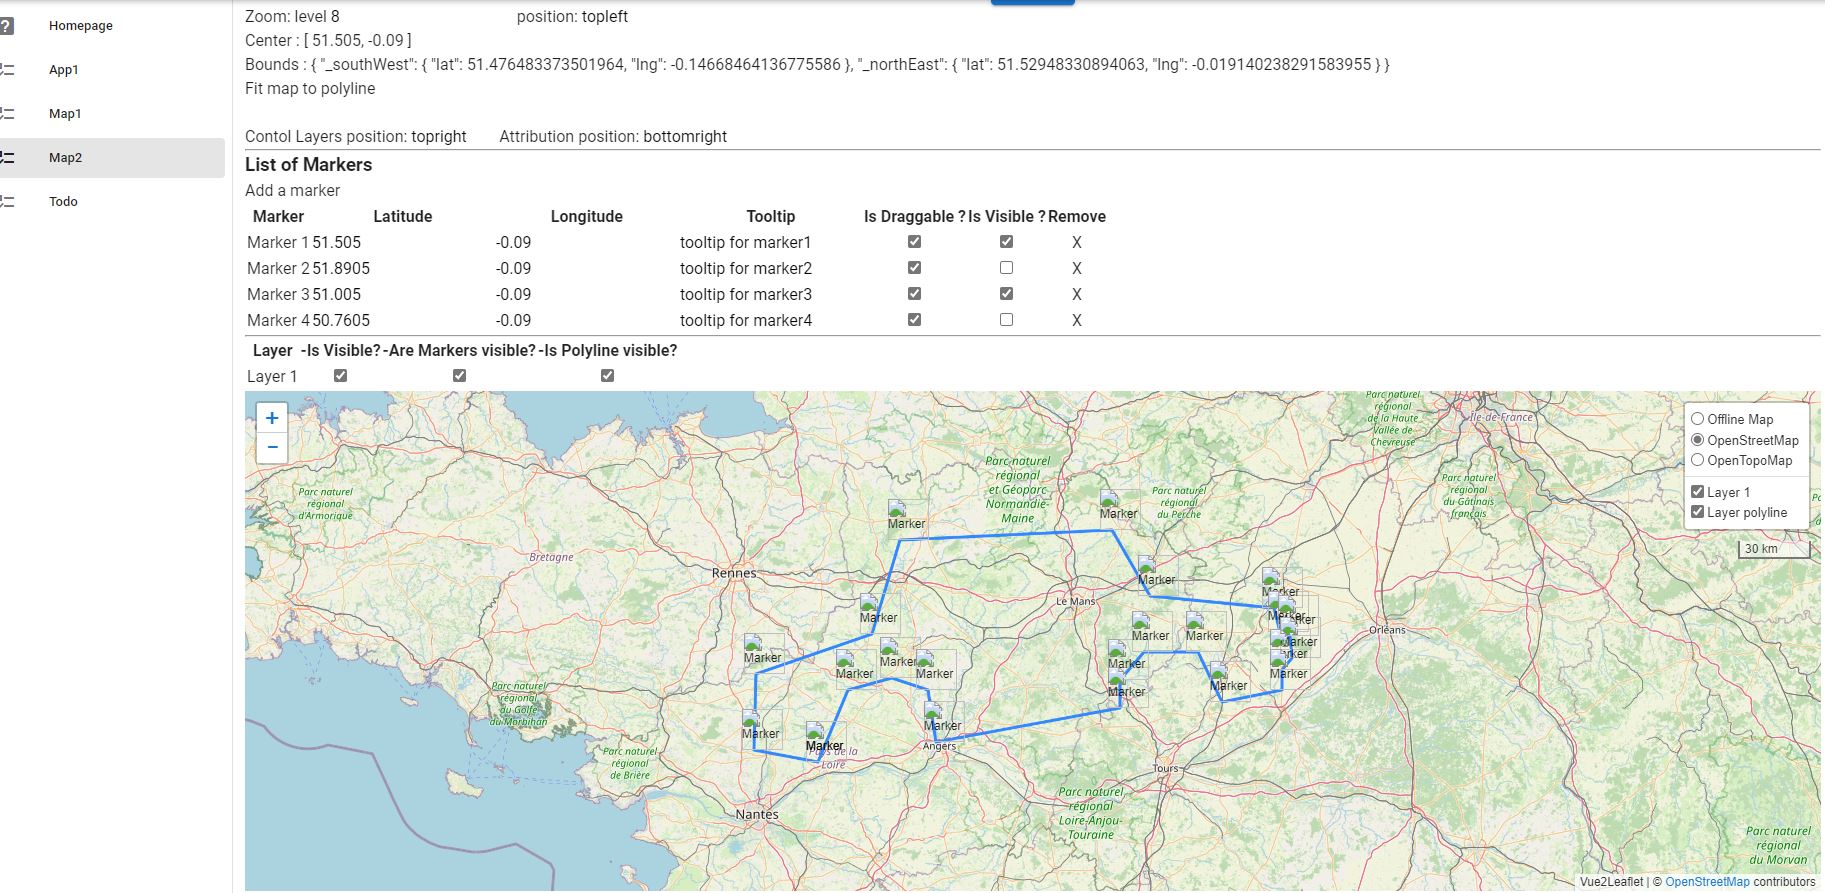 Homepage
App1
Map1
Map2
Todo
Zoom: level 8 position: topleft
Center : [ 51.505, -0.09 ]
Bounds : { "_southWest": { "lat": 51.476483373501964, "lng": -0.14668464136775586 }, "_northEast": { "lat": 51.52948330894063, "lng": -0.019140238291583955 } }
Fit map to polyline
Contol Layers position: topright Attribution position: bottomright
List of Markers
Add a marker
Marker Latitude Longitude Tooltip Is Draggable ? Is Visible ? Remove
Marker 1 51.505 -0.09 tooltip for marker1 X
Marker 2 51.8905 -0.09 tooltip for marker2 X
Marker 3 51.005 -0.09 tooltip for marker3 X
Marker 4 50.7605 -0.09 tooltip for marker4 X
Layer -Is Visible? -Are Markers visible? -Is Polyline visible?
Layer 1
+
−
Offline Map
OpenStreetMap
OpenTopoMap
Layer 1
Layer polyline
30 km
Parc naturel
régional
de la Haute
Vallée de
Chevreuse
Île-de-France
Parc naturel
régional
et Géoparc
Normandie-
Maine
Parc naturel
régional
du Perche
Parc naturel
régional
du Gâtinais
français
Parc naturel
régional
d'Armorique
Marker
Marker
Bretagne
Rennes
Marker
Marker
Le Mans
Marker
Marker
Marker
Marker
Orléans
Marker
Marker
Marker
Marker
Marker
Marker
Marker
Marker
Marker
Parc naturel
régional
du Golfe
du Morbihan
Marker
Marker
Marker
Pays de la
Loire
Angers
Parc naturel
régional
de Brière
Tours
Nantes
Parc naturel
régional
Loire-Anjou-
Touraine
Parc naturel
régional
du Morvan
Vue2Leaflet | © OpenStreetMap contributors